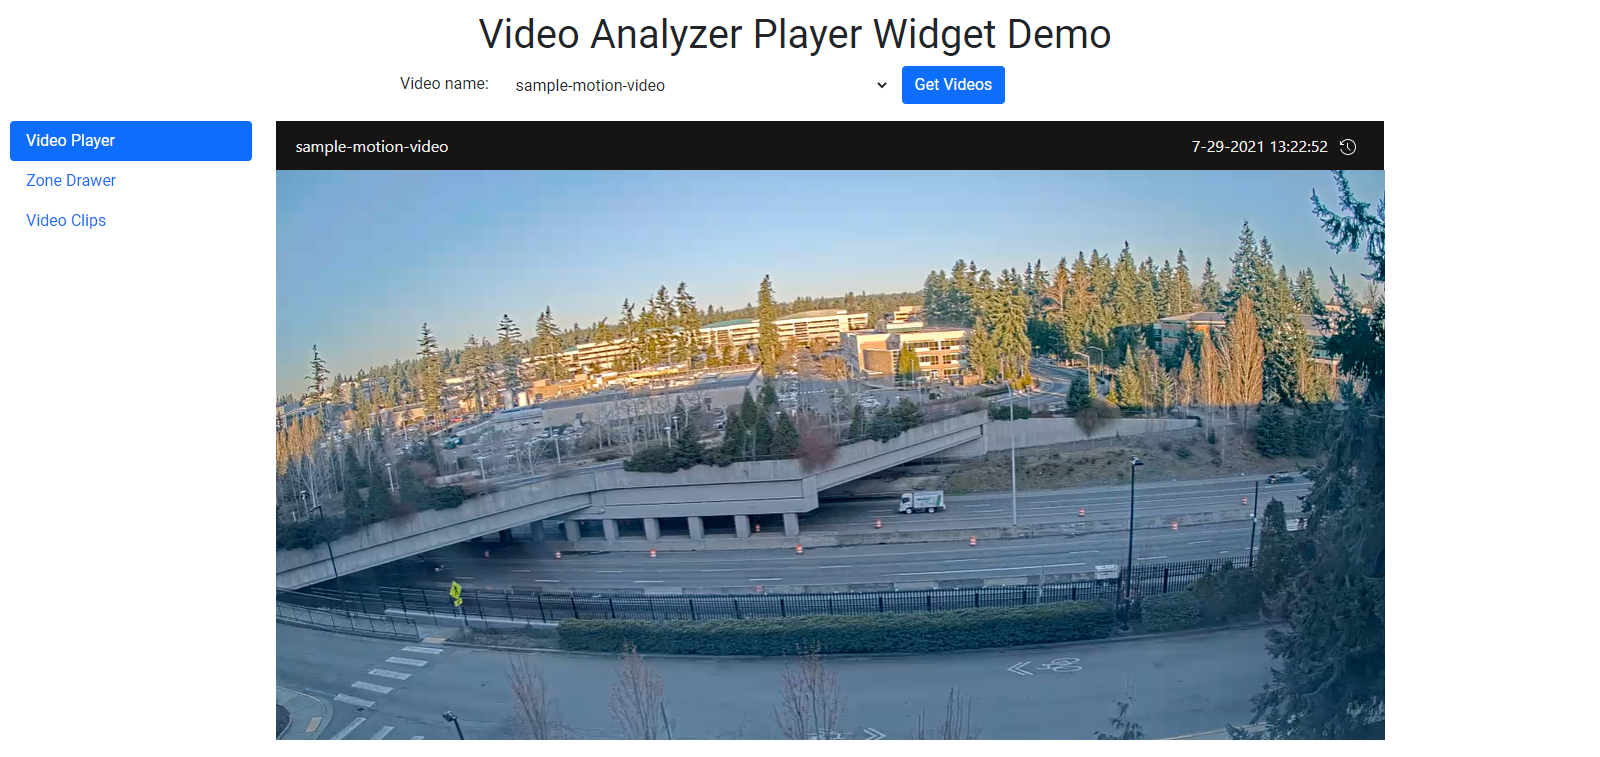 Video Analyzer Player Widget Demo
Video name: sample-motion-video Get Videos
Video Player
Zone Drawer
Video Clips
sample-motion-video 7-29-2021 13:22:52